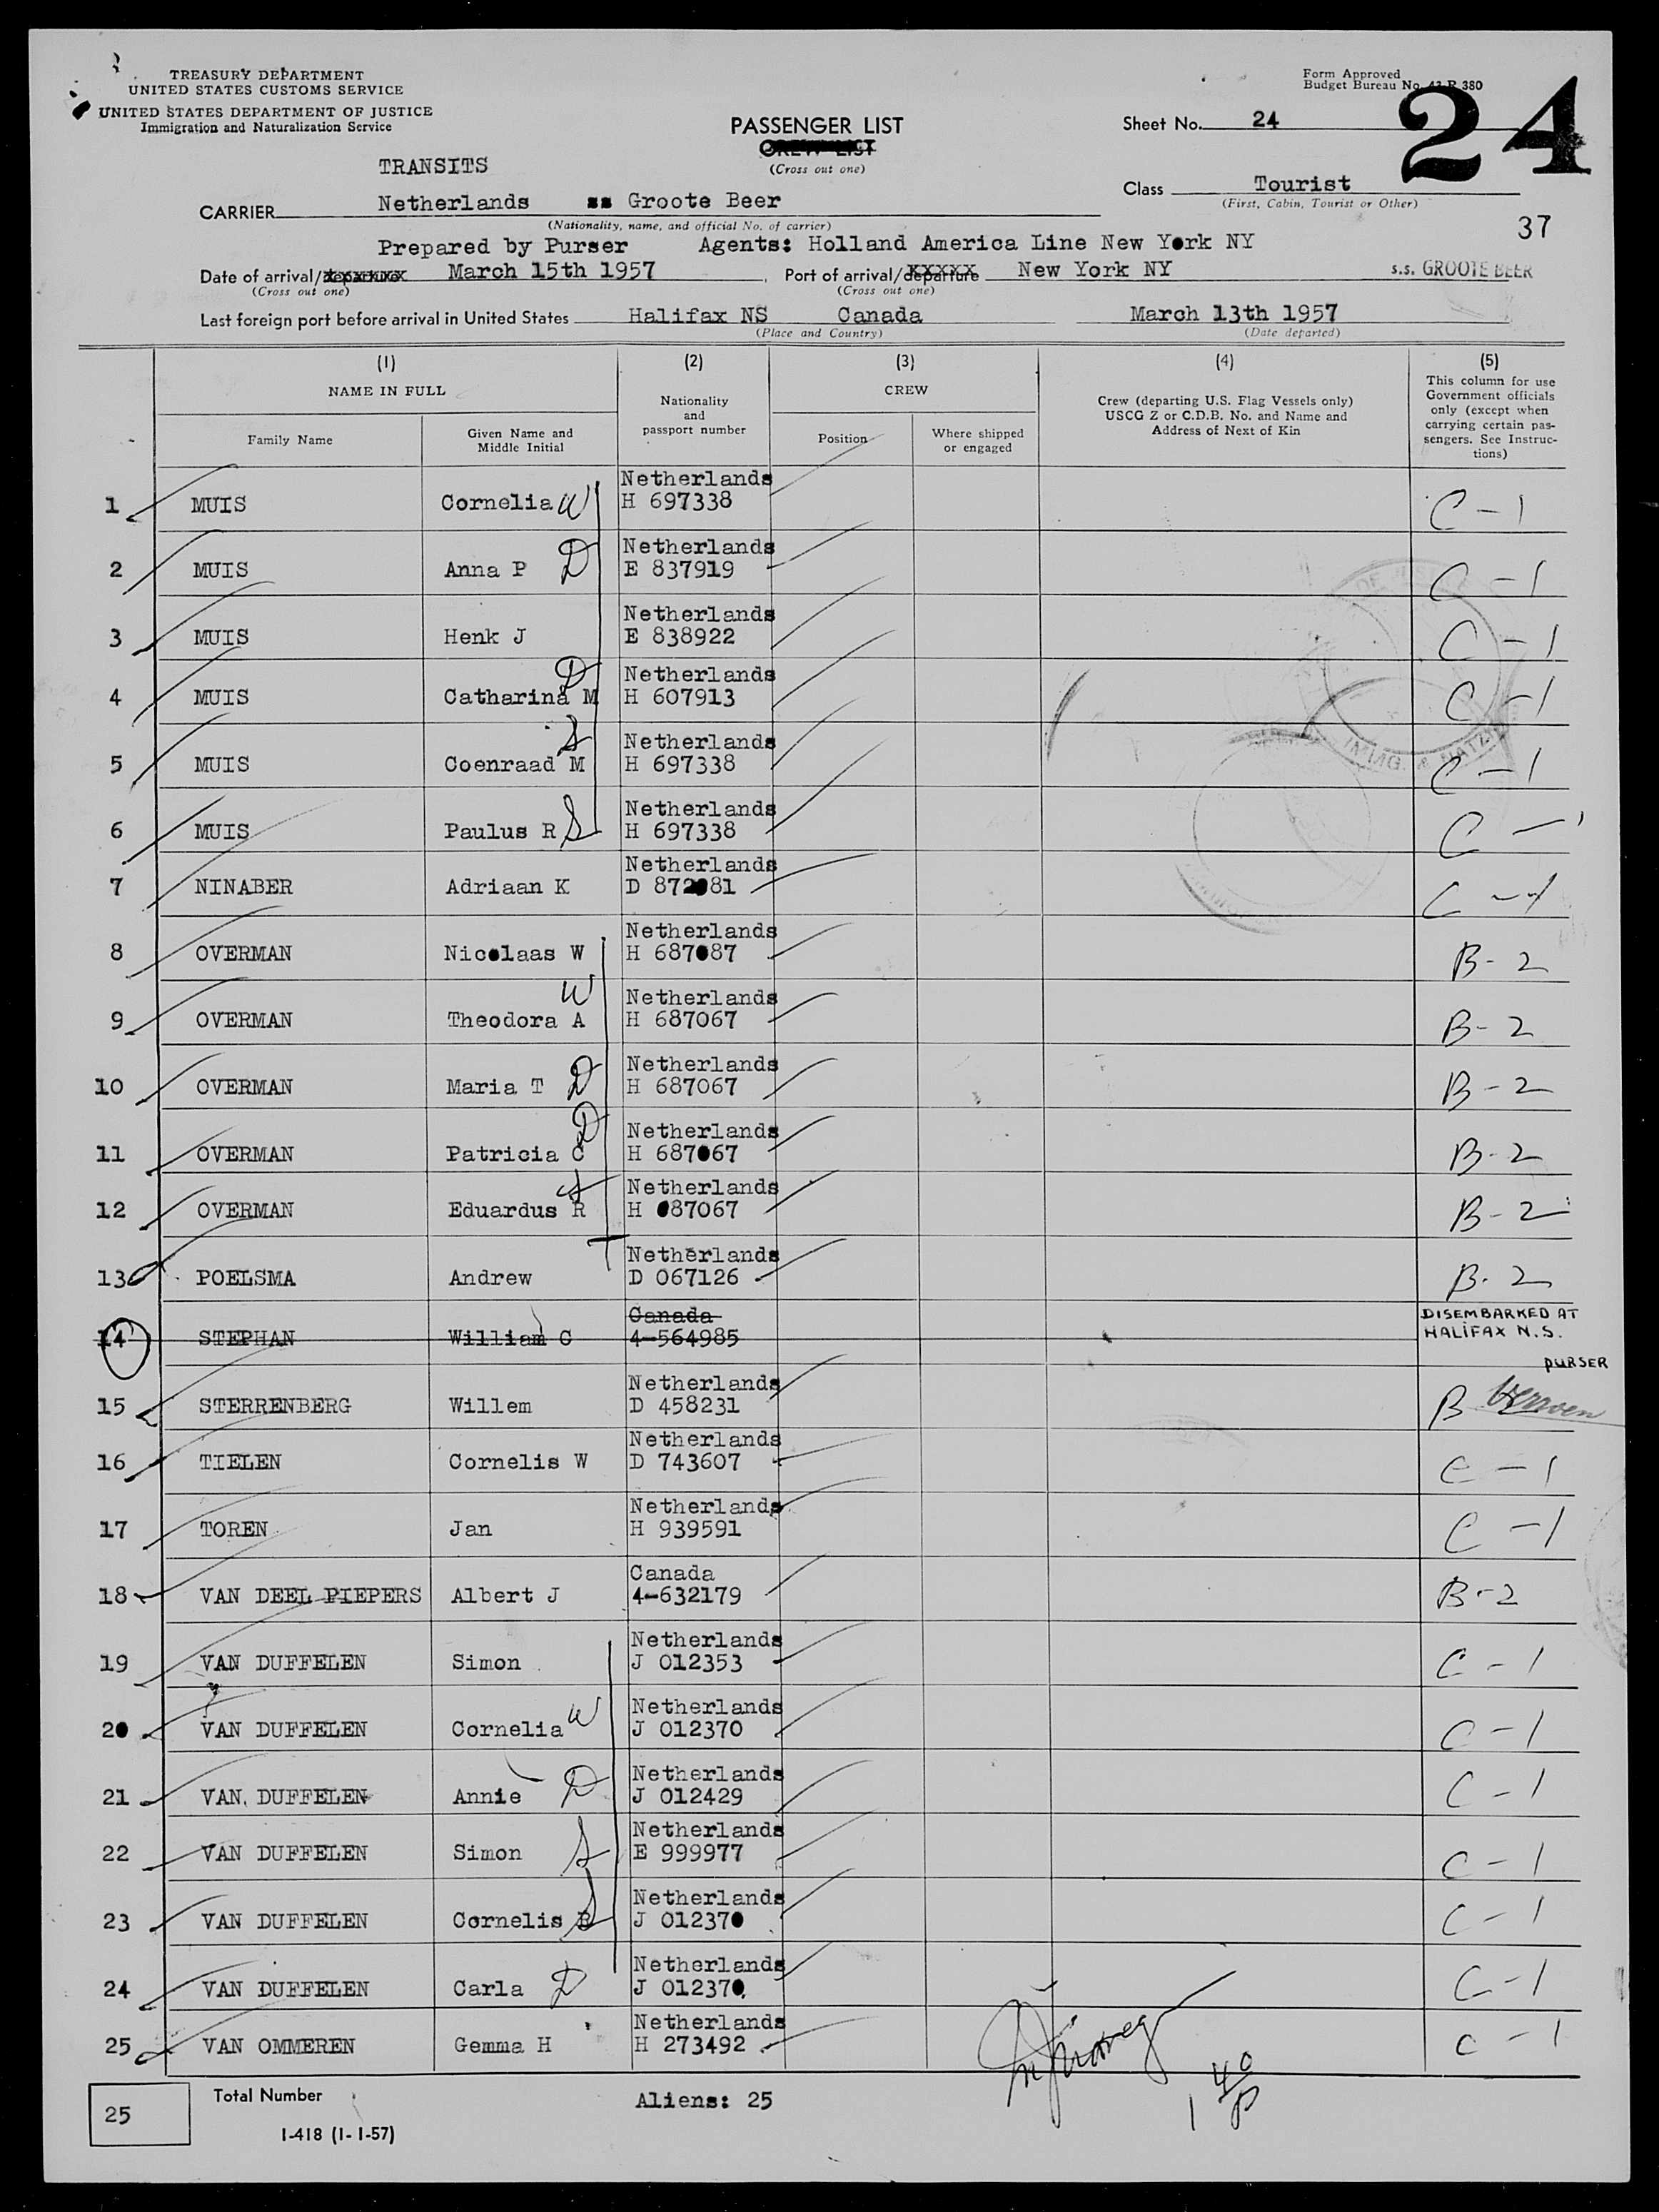 TREASURY DEPARTMENT
UNITED STATES CUSTOMS SERVICE
UNITED STATES DEPARTMENT OF JUSTICE
Immigration and Naturalization Service
Form Approved
Budget Bureau No. 43-R 380
24
PASSENGER LIST
CREW LIST
(Cross out one)
Sheet No. 24
TRANSITS
Class Tourist
(First, Cabin, Tourist or Other)
CARRIER Netherlands ss Groote Beer
(Nationality, name, and official No. of carrier)
37
Prepared by Purser Agents: Holland America Line New York NY
Date of arrival/departure March 15th 1957 Port of arrival/departure New York NY s.s. GROOTE BEER
(Cross out one) (Cross out one)
Last foreign port before arrival in United States Halifax NS Canada March 13th 1957
(Place and Country) (Date departed)
(1) (2) (3) (4) (5)
NAME IN FULL
Family Name
Given Name and
Middle Initial
Nationality
and
passport number
CREW
Position
Where shipped
or engaged
Crew (departing U.S. Flag Vessels only)
USCG Z or C.D.B. No. and Name and
Address of Next of Kin
This column for use
Government officials
only (except when
carrying certain pas-
sengers. See Instruc-
tions)
Netherlands
1 MUIS Cornelia W H 697338 C-1
Netherlands
2 MUIS Anna P D E 837919 C-1
Netherlands
3 MUIS Henk J E 838922 C-1
Netherlands
4 MUIS Catharina M D H 607913 C-1
Netherlands
5 MUIS Coenraad M S H 697338 C-1
Netherlands
6 MUIS Paulus R S H 697338 C-1
Netherlands
7 NINABER Adriaan K D 872081 C-1
Netherlands
8 OVERMAN Nicolaas W H 687087 B-2
Netherlands
9 OVERMAN Theodora A W H 687067 B-2
Netherlands
10 OVERMAN Maria T D H 687067 B-2
Netherlands
11 OVERMAN Patricia C D H 687067 B-2
Netherlands
12 OVERMAN Eduardus R S H 687067 B-2
Netherlands
13 POELSMA Andrew D 067126 B-2
Canada
14 STEPHAN William C 4-564985
DISEMBARKED AT
HALIFAX N.S.
PURSER
Netherlands
15 STERRENBERG Willem D 458231 B-2
Netherlands
16 TIELEN Cornelis W D 743607 C-1
Netherlands
17 TOREN Jan H 939591 C-1
Canada
18 VAN DEEL PIEPERS Albert J 4-632179 B-2
Netherlands
19 VAN DUFFELEN Simon J 012353 C-1
Netherlands
20 VAN DUFFELEN Cornelia W J 012370 C-1
Netherlands
21 VAN DUFFELEN Annie D J 012429 C-1
Netherlands
22 VAN DUFFELEN Simon S E 999977 C-1
Netherlands
23 VAN DUFFELEN Cornelis R S J 012370 C-1
Netherlands
24 VAN DUFFELEN Carla D J 012370 C-1
Netherlands
25 VAN OMMEREN Gemma H H 273492 C-1
25 Total Number Aliens: 25
I-418 (1-1-57)